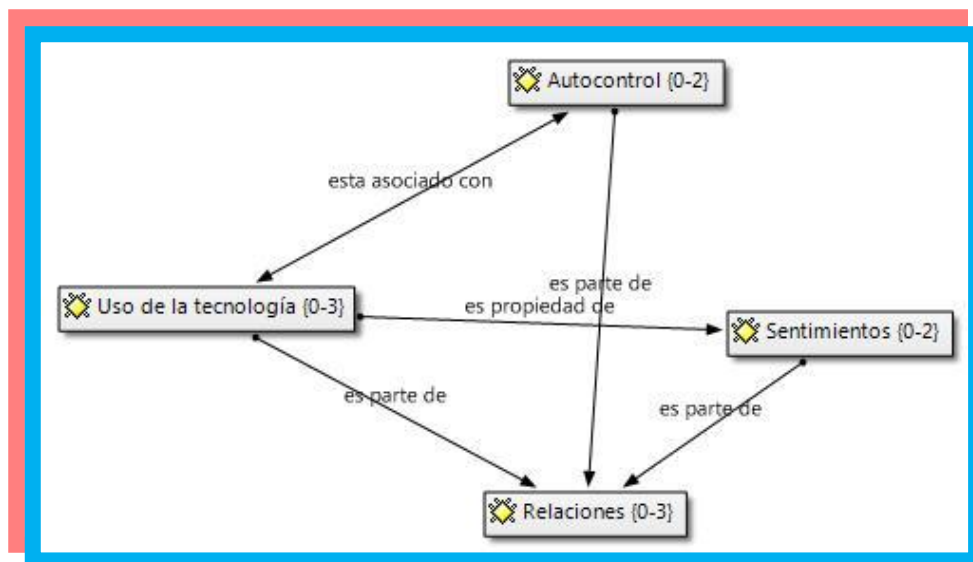 Autocontrol {0-2}
esta asociado con
es parte de
Uso de la tecnología {0-3}
es propiedad de
Sentimientos {0-2}
es parte de
es parte de
Relaciones {0-3}